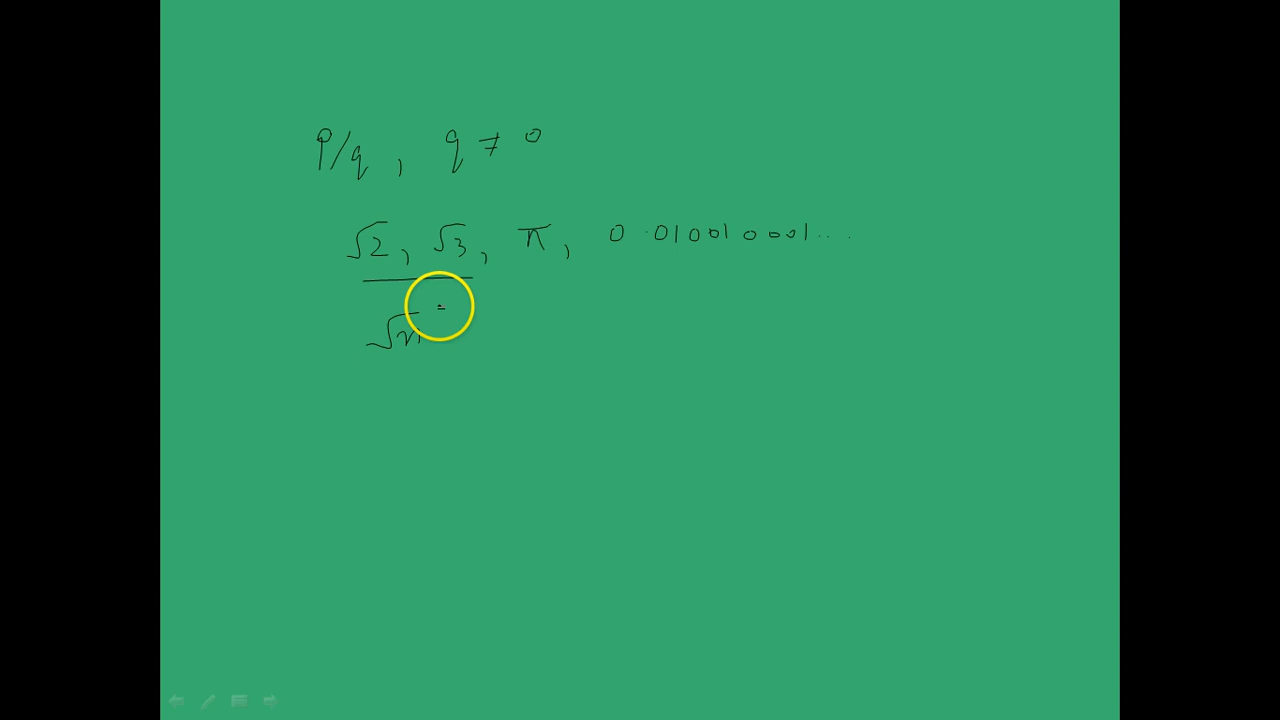 p/q, q ≠ 0
√2, √3, π, 0.010010001...
√n